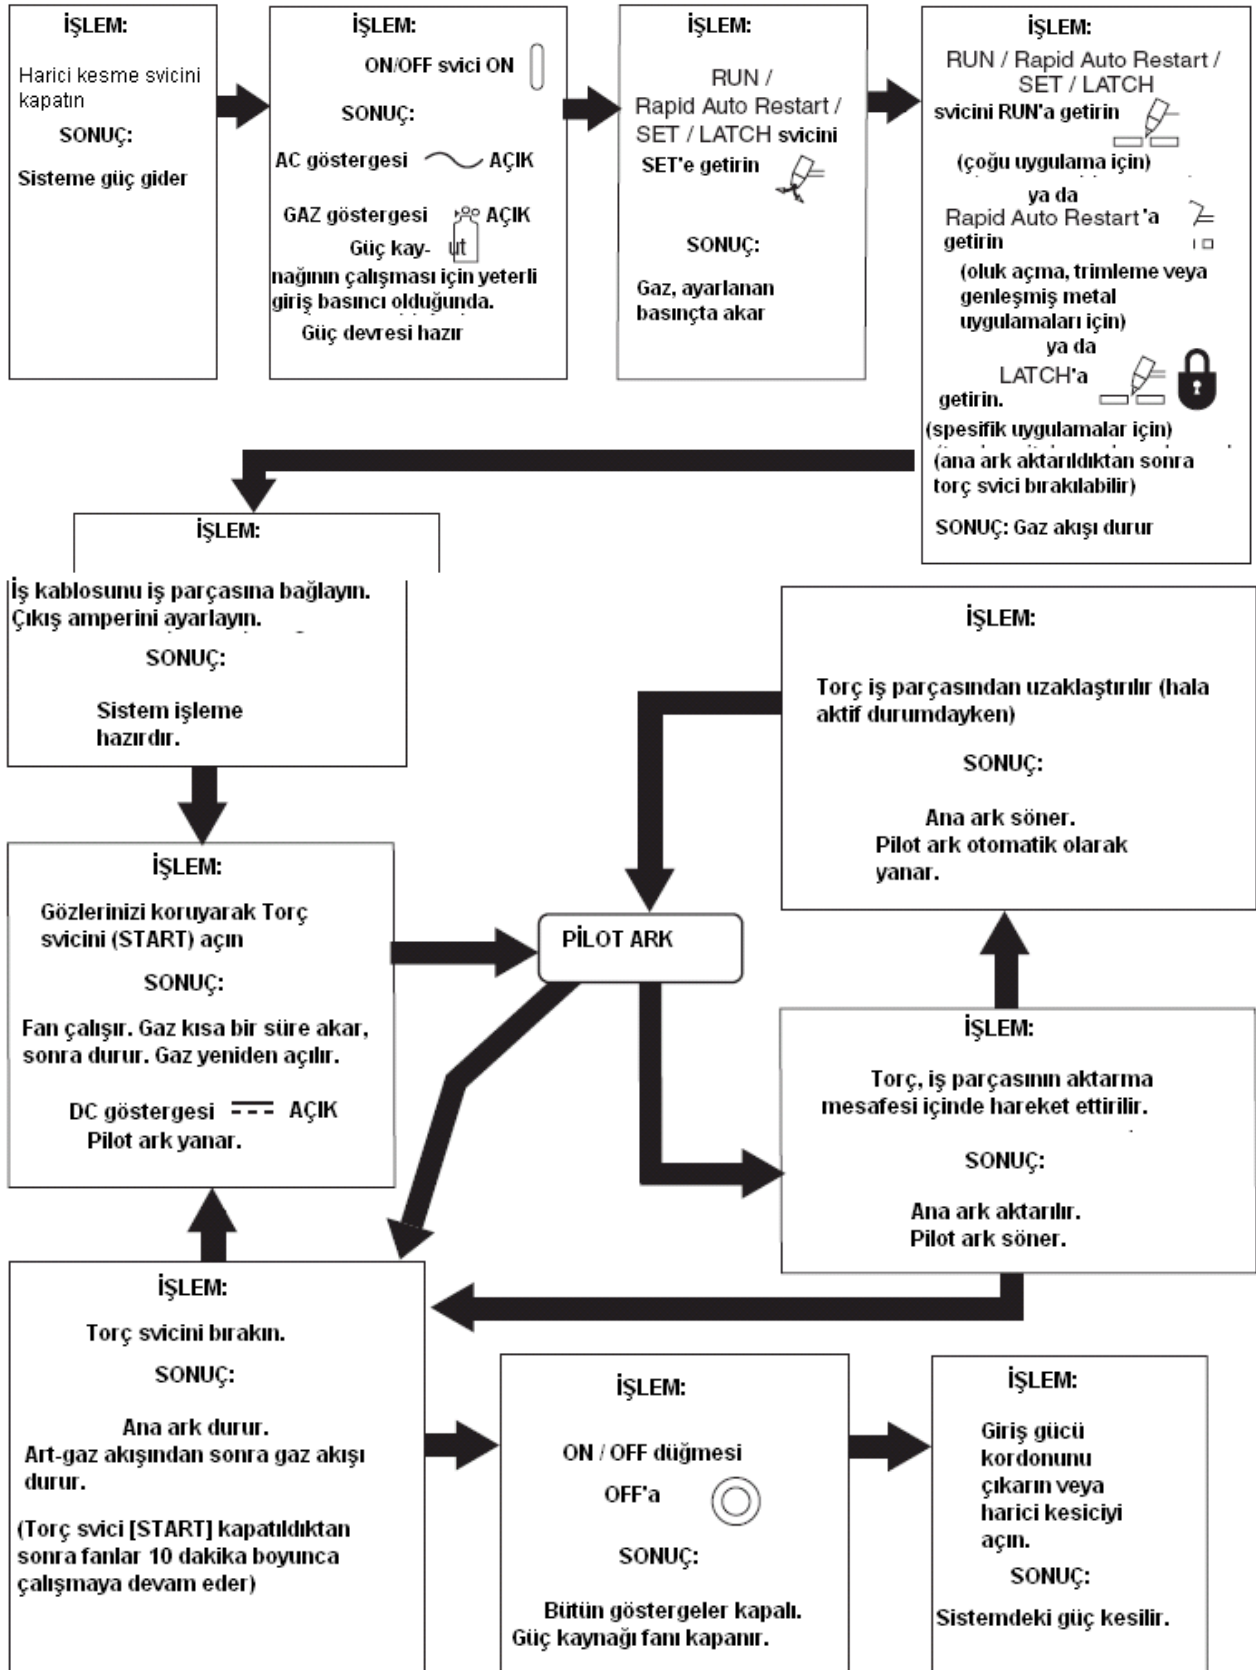 İŞLEM:
Harici kesme svicini
kapatın
SONUÇ:
Sisteme güç gider
İŞLEM:
ON/OFF svici ON
SONUÇ:
AC göstergesi AÇIK
GAZ göstergesi AÇIK
Güç kay- ut
nağının çalışması için yeterli
giriş basıncı olduğunda.
Güç devresi hazır
İŞLEM:
RUN /
Rapid Auto Restart /
SET / LATCH svicini
SET'e getirin
SONUÇ:
Gaz, ayarlanan
basınçta akar
İŞLEM:
RUN / Rapid Auto Restart /
SET / LATCH
svicini RUN'a getirin
(çoğu uygulama için)
ya da
Rapid Auto Restart'a
getirin
(oluk açma, trimleme veya
genleşmiş metal
uygulamaları için)
ya da
LATCH'a
getirin.
(spesifik uygulamalar için)
(ana ark aktarıldıktan sonra
torç svici bırakılabilir)
SONUÇ: Gaz akışı durur
İŞLEM:
İş kablosunu iş parçasına bağlayın.
Çıkış amperini ayarlayın.
SONUÇ:
Sistem işleme
hazırdır.
İŞLEM:
Gözlerinizi koruyarak Torç
svicini (START) açın
SONUÇ:
Fan çalışır. Gaz kısa bir süre akar,
sonra durur. Gaz yeniden açılır.
DC göstergesi AÇIK
Pilot ark yanar.
PİLOT ARK
İŞLEM:
Torç iş parçasından uzaklaştırılır (hala
aktif durumdayken)
SONUÇ:
Ana ark söner.
Pilot ark otomatik olarak
yanar.
İŞLEM:
Torç, iş parçasının aktarma
mesafesi içinde hareket ettirilir.
SONUÇ:
Ana ark aktarılır.
Pilot ark söner.
İŞLEM:
Torç svicini bırakın.
SONUÇ:
Ana ark durur.
Art-gaz akışından sonra gaz akışı
durur.
(Torç svici [START] kapatıldıktan
sonra fanlar 10 dakika boyunca
çalışmaya devam eder)
İŞLEM:
ON / OFF düğmesi
OFF'a
SONUÇ:
Bütün göstergeler kapalı.
Güç kaynağı fanı kapanır.
İŞLEM:
Giriş gücü
kordonunu
çıkarın veya
harici kesiciyi
açın.
SONUÇ:
Sistemdeki güç kesilir.